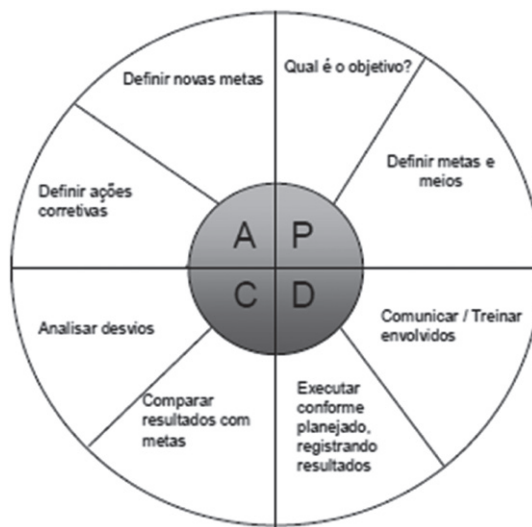 Definir novas metas
Qual é o objetivo?
Definir metas e
meios
Definir ações
corretivas
A
P
C
D
Analisar desvios
Comunicar / Treinar
envolvidos
Comparar
resultados com
metas
Executar
conforme
planejado,
registrando
resultados